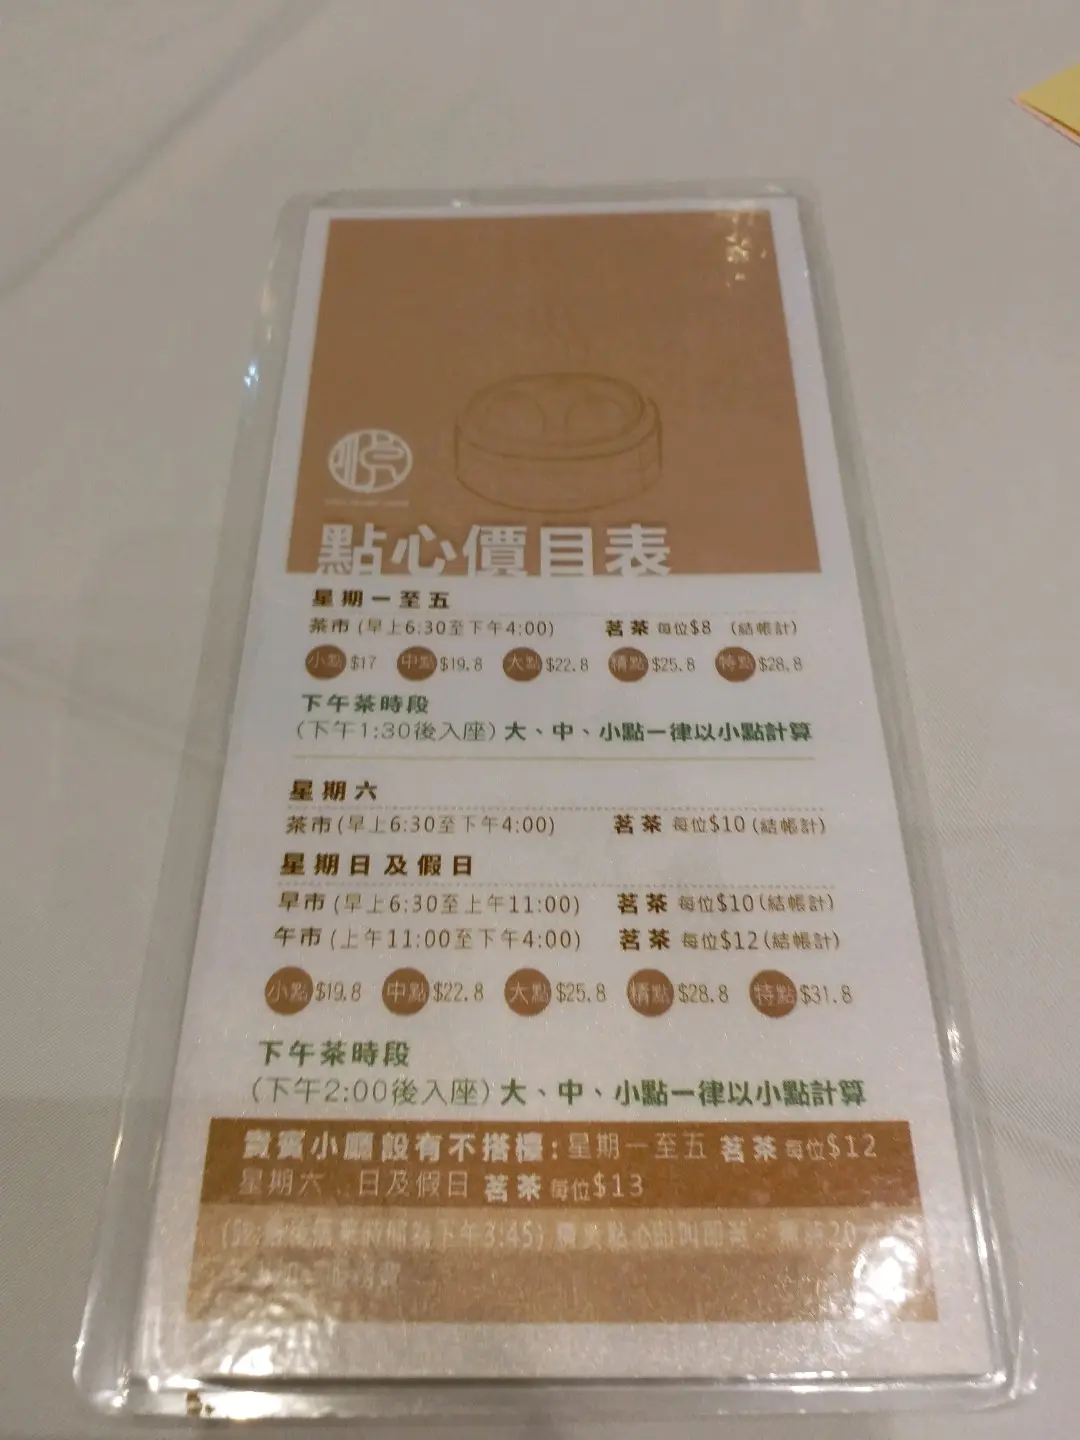 悅
點心價目表
星期一至五
茶市(早上6:30至下午4:00) 茗茶 每位$8 (結帳計)
小點 $17 中點 $19.8 大點 $22.8 精點 $25.8 特點 $28.8
下午茶時段
(下午1:30後入座) 大、中、小點一律以小點計算
星期六
茶市(早上6:30至下午4:00) 茗茶 每位$10(結帳計)
星期日及假日
早市(早上6:30至上午11:00) 茗茶 每位$10(結帳計)
午市(上午11:00至下午4:00) 茗茶 每位$12(結帳計)
小點 $19.8 中點 $22.8 大點 $25.8 精點 $28.8 特點 $31.8
下午茶時段
(下午2:00後入座) 大、中、小點一律以小點計算
貴賓小廳設有不搭檯:星期一至五 茗茶 每位$12
星期六、日及假日 茗茶 每位$13
下午3:45)